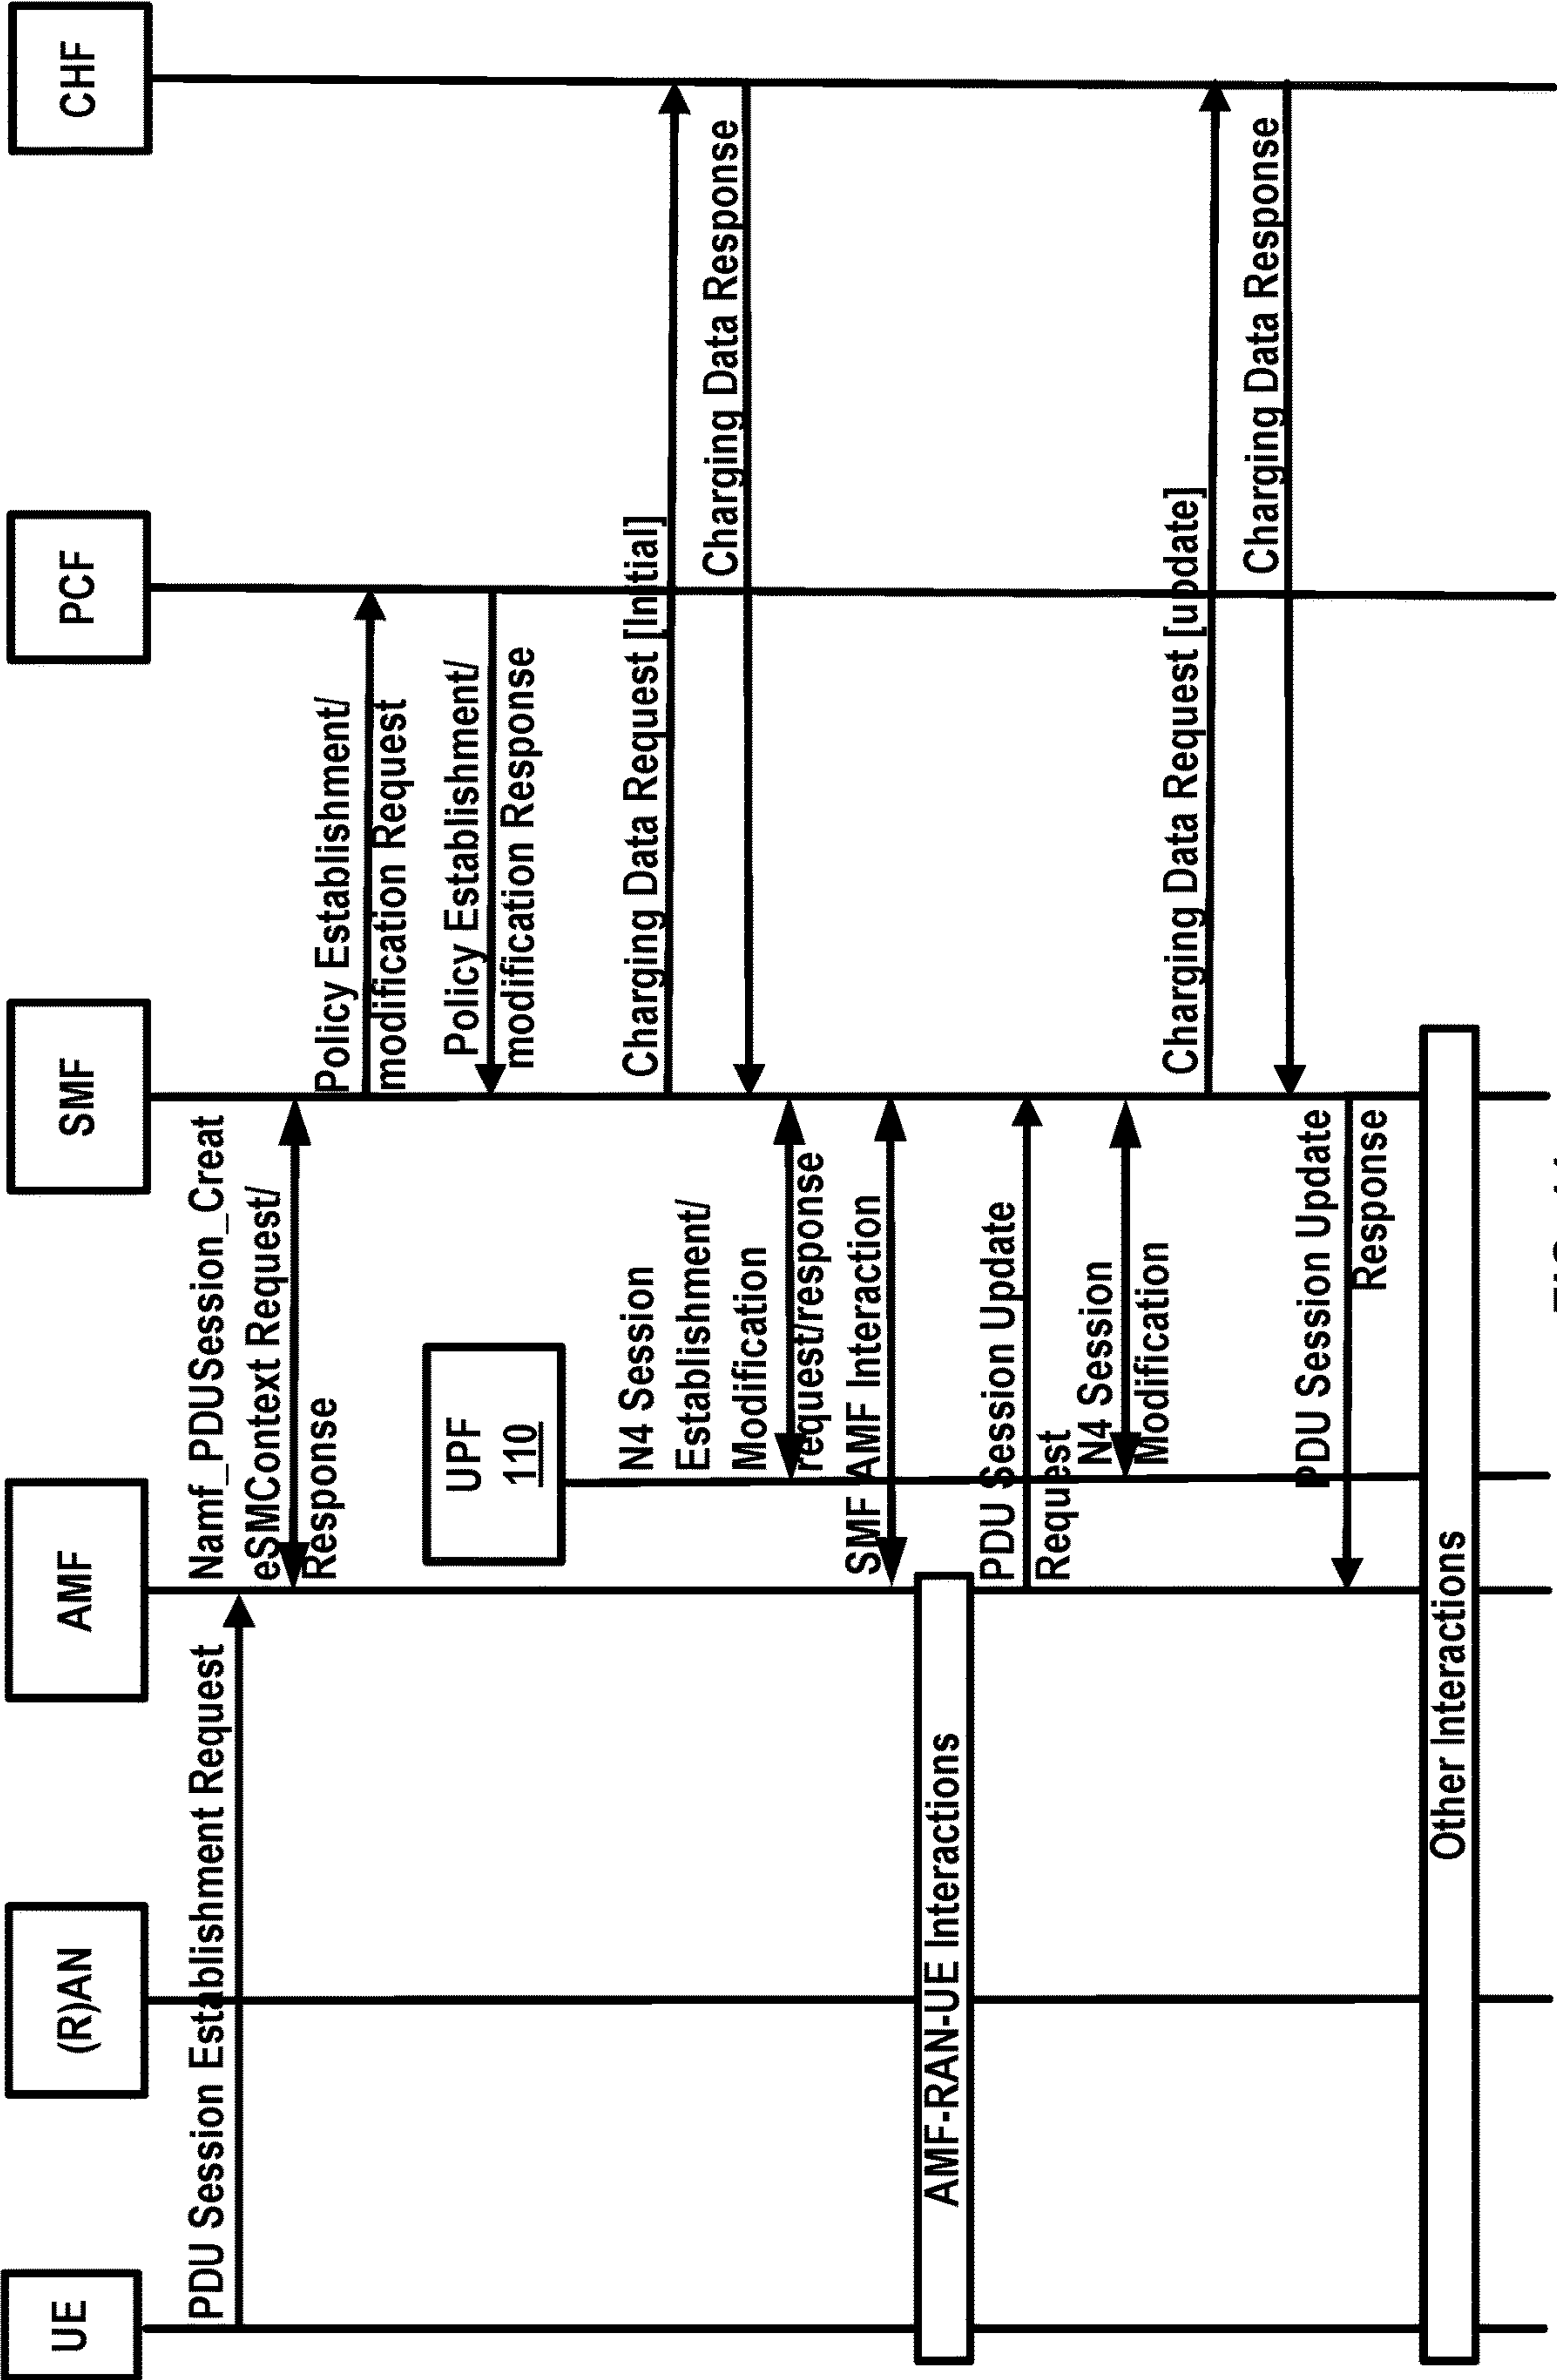 UE
(R)AN
AMF
SMF
PCF
CHF
PDU Session Establishment Request
Namf_PDUSession_Creat
eSMContext Request/
Response
Policy Establishment/
modification Request
UPF
110
Policy Establishment/
modification Response
N4 Session
Establishment/
Modification
request/response
Charging Data Request [Initial]
Charging Data Response
SMF AMF Interaction
AMF-RAN-UE Interactions
PDU Session Update
Request
N4 Session
Modification
Charging Data Request [update]
Charging Data Response
PDU Session Update
Response
Other Interactions